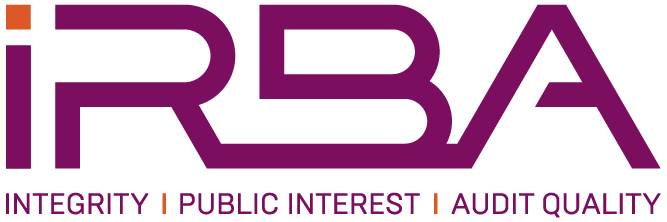 iRBA
INTEGRITY | PUBLIC INTEREST | AUDIT QUALITY